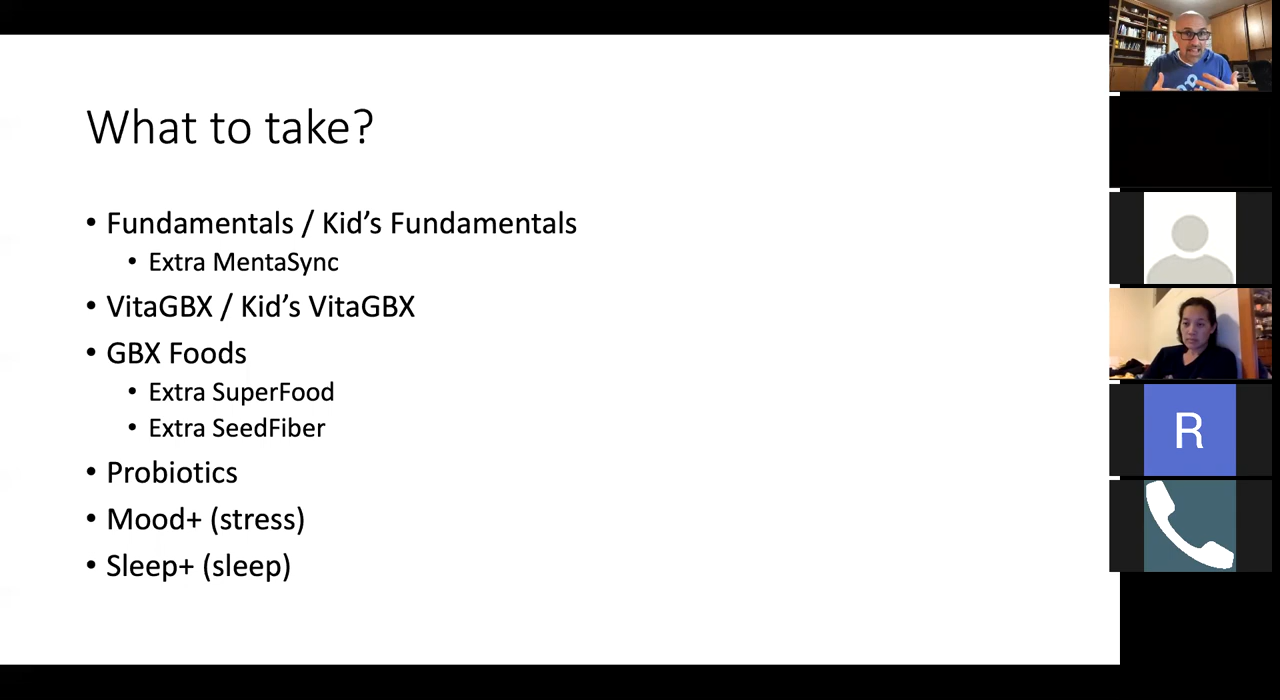 What to take?
• Fundamentals / Kid’s Fundamentals
• Extra MentaSync
• VitaGBX / Kid’s VitaGBX
• GBX Foods
• Extra SuperFood
• Extra SeedFiber
• Probiotics
• Mood+ (stress)
• Sleep+ (sleep)
R